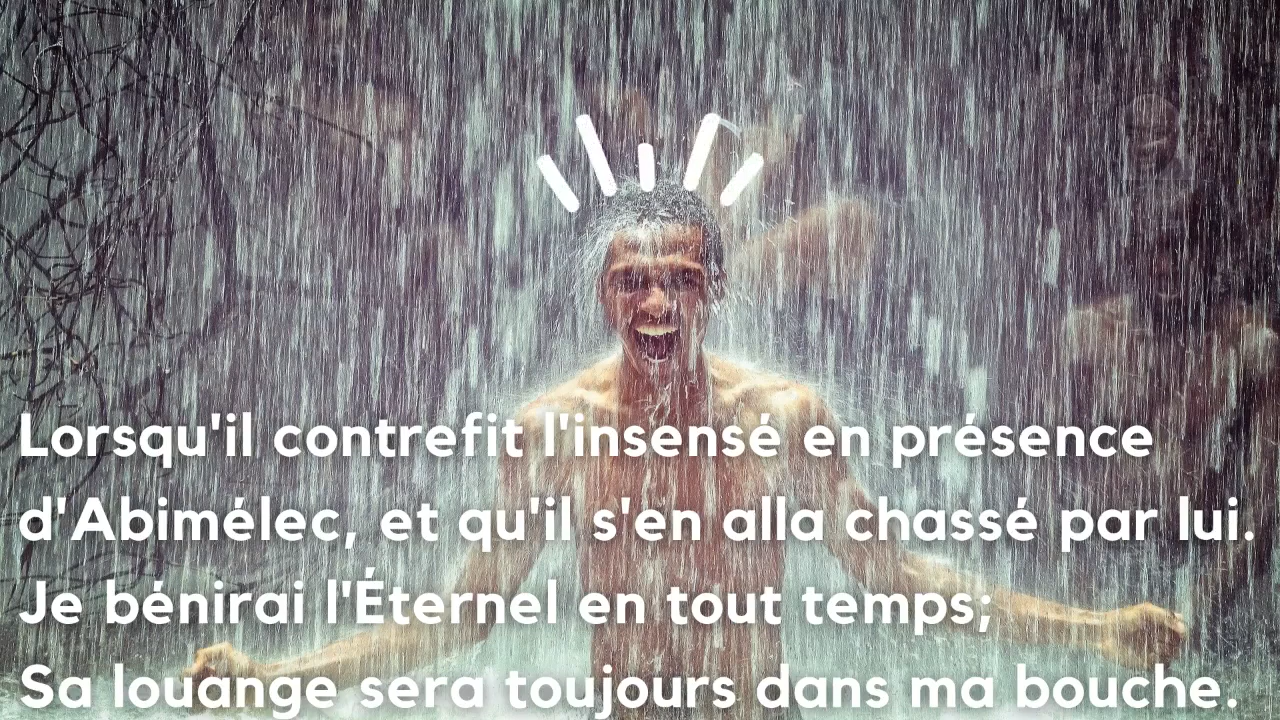 Lorsqu'il contrefit l'insensé en présence
d'Abimélec, et qu'il s'en alla chassé par lui.
Je bénirai l'Éternel en tout temps;
Sa louange sera toujours dans ma bouche.